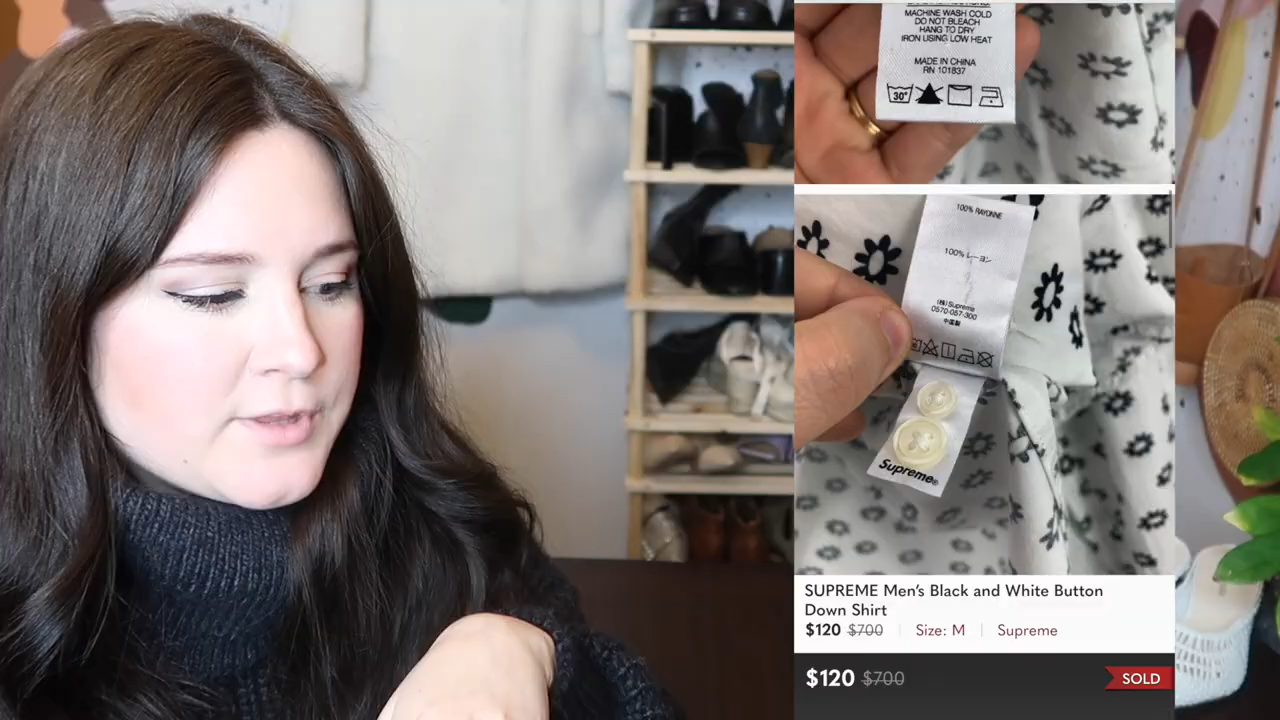 MACHINE WASH COLD
DO NOT BLEACH
HANG TO DRY
IRON USING LOW HEAT
MADE IN CHINA
RN 101837
30°
100% RAYONNE
100% レーヨン
Supreme
0570-057-300
中国製
Supreme®
SUPREME Men's Black and White Button
Down Shirt
$120 $700 Size: M Supreme
$120 $700 SOLD